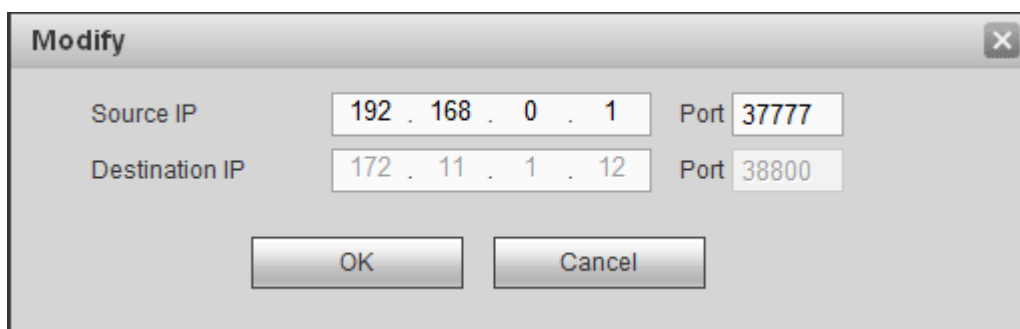 Modify
Source IP 192 . 168 . 0 . 1 Port 37777
Destination IP 172 . 11 . 1 . 12 Port 38800
OK Cancel